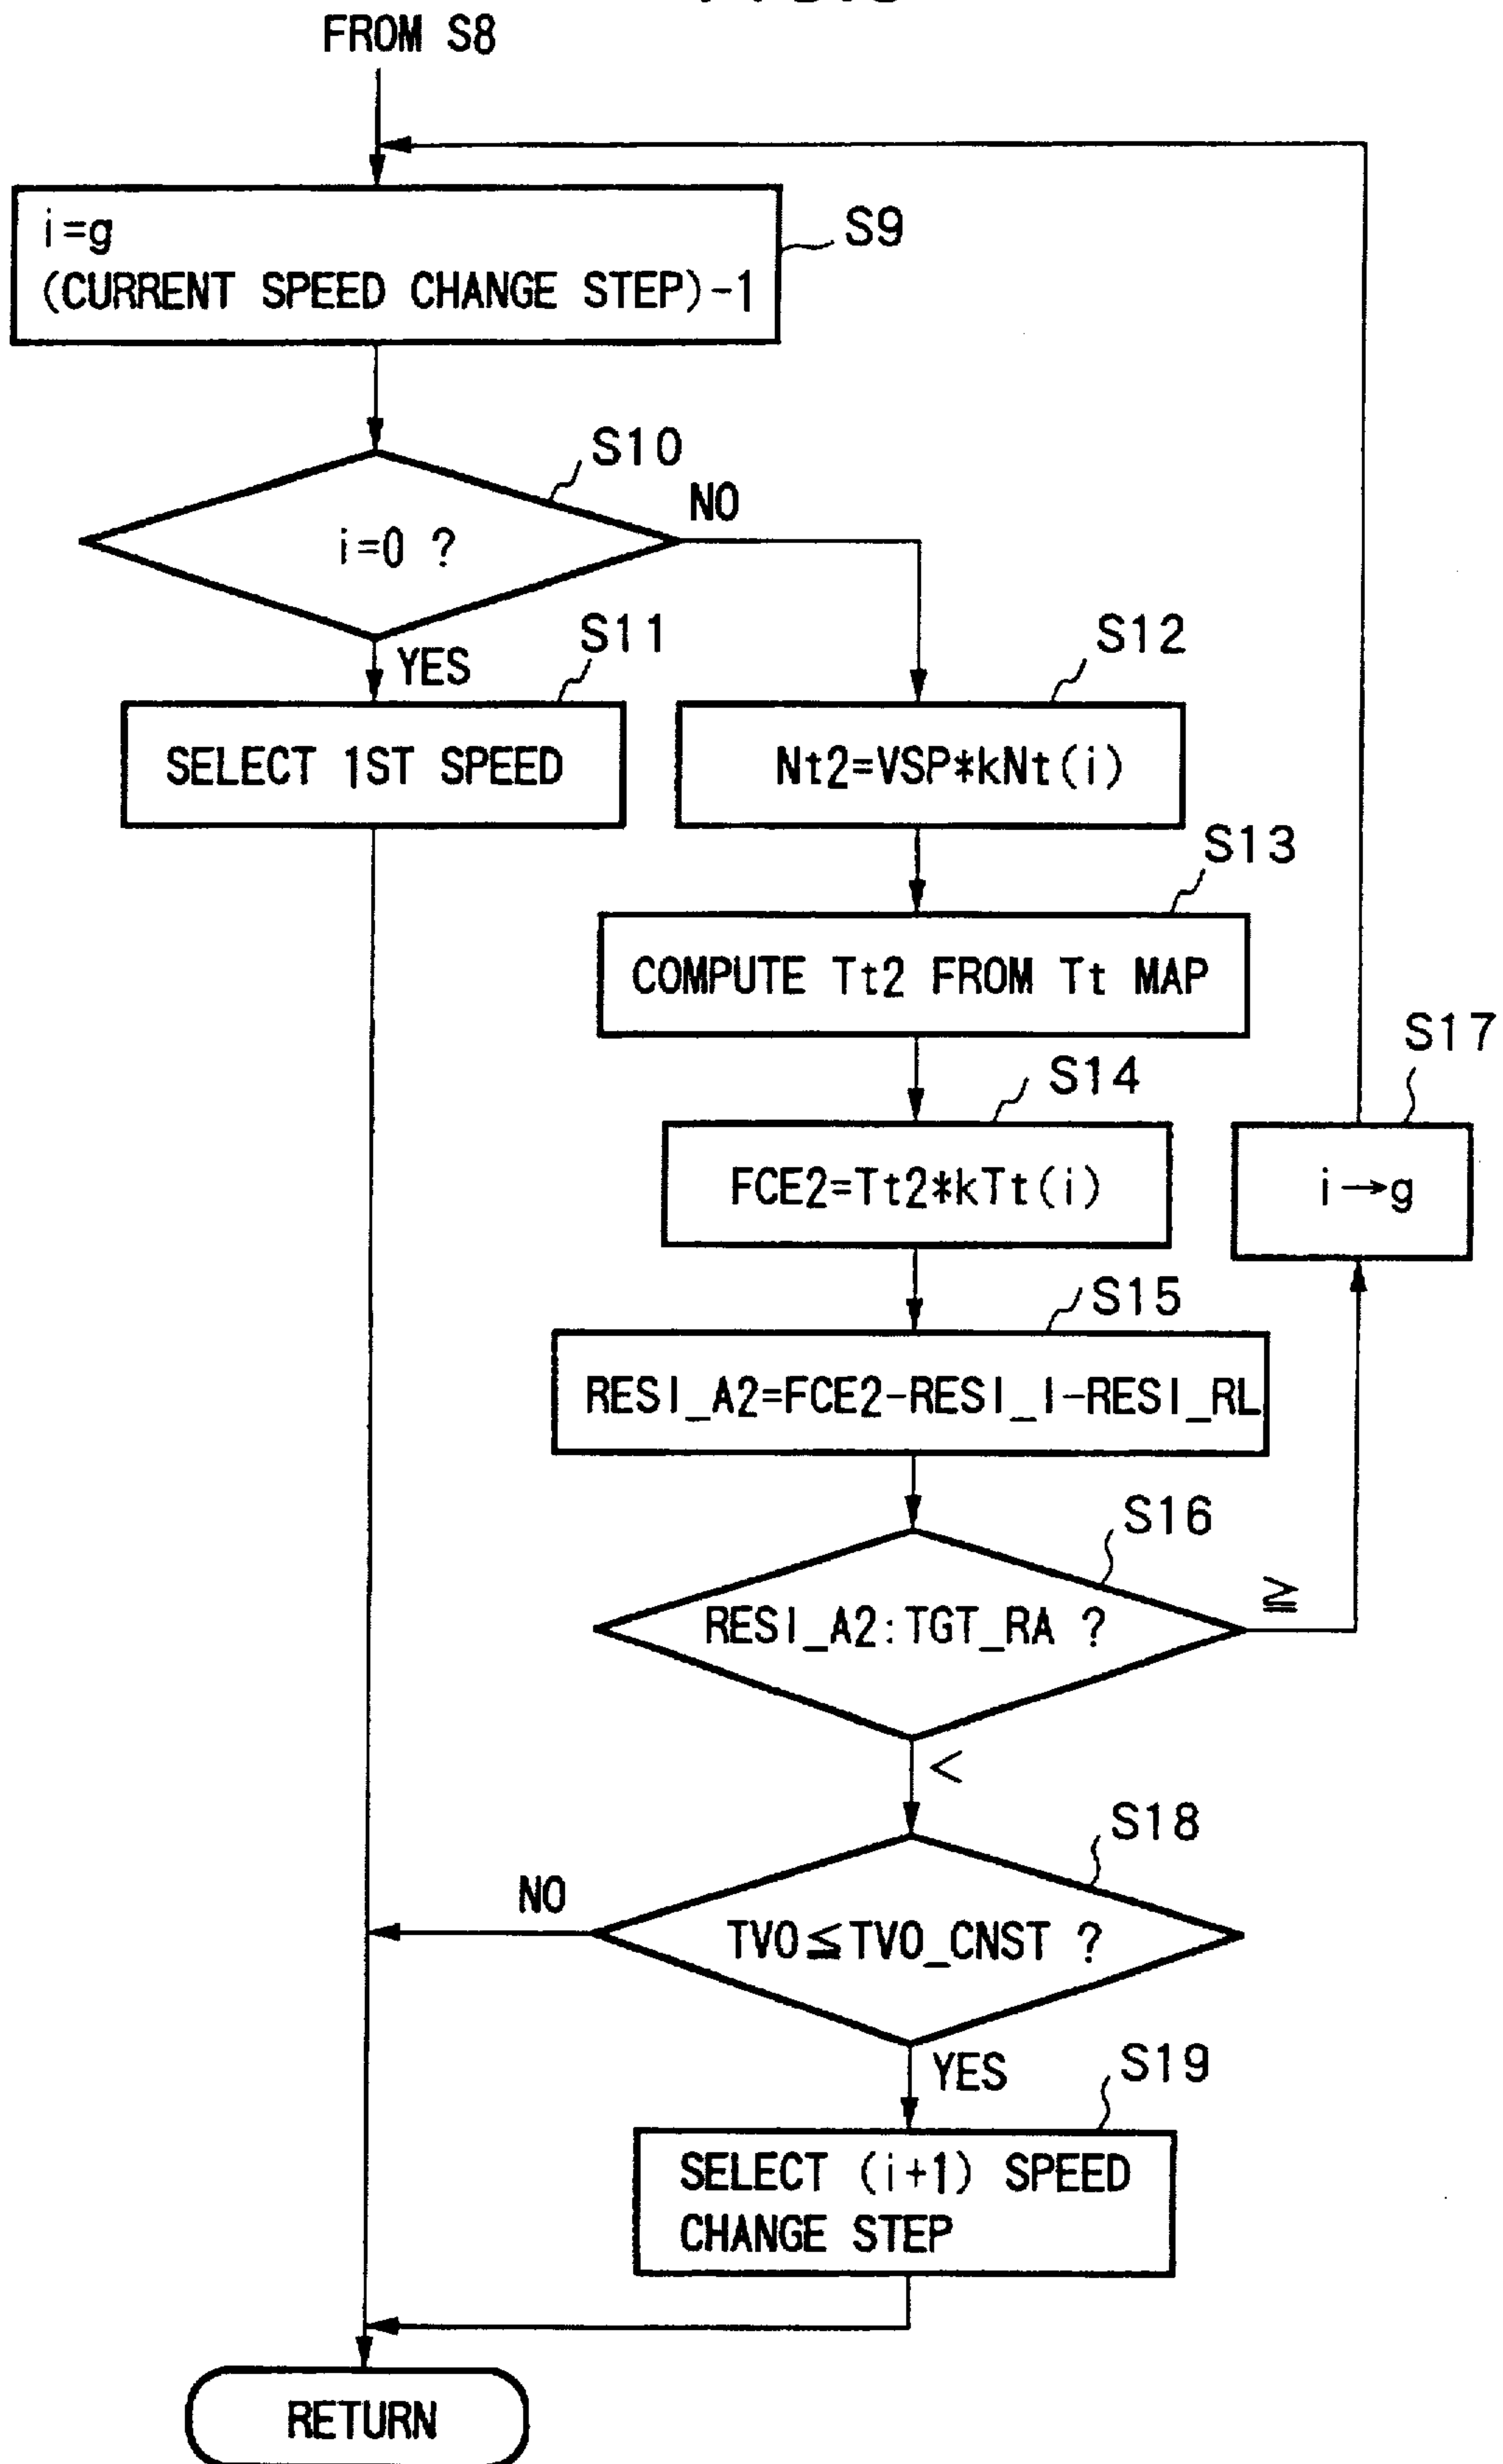 FROM S8
i=g
(CURRENT SPEED CHANGE STEP)-1
S9
S10
i=0 ?
NO
YES
S11
SELECT 1ST SPEED
S12
Nt2=VSP*kNt(i)
S13
COMPUTE Tt2 FROM Tt MAP
S14
FCE2=Tt2*kTt(i)
S17
i→g
S15
RESI_A2=FCE2-RESI_I-RESI_RL
S16
RESI_A2:TGT_RA ?
≧
<
S18
TVO≦TVO_CNST ?
NO
YES
S19
SELECT (i+1) SPEED
CHANGE STEP
RETURN